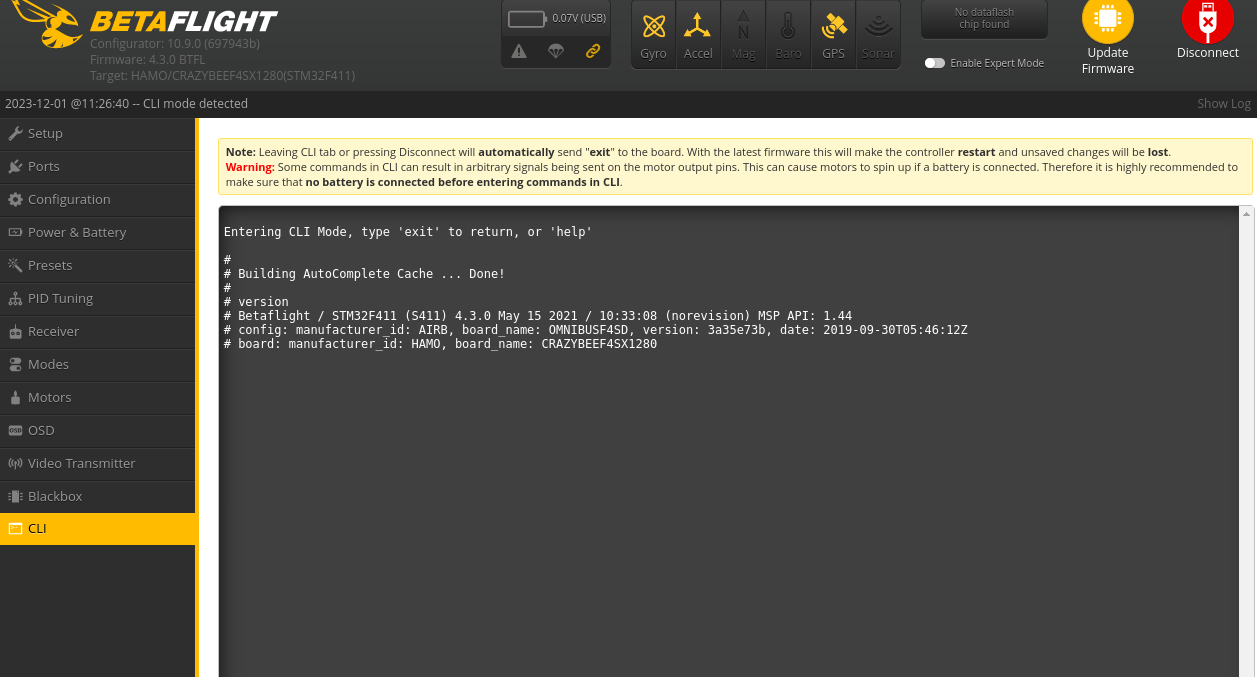 BETAFLIGHT
Configurator: 10.9.0 (697943b)
Firmware: 4.3.0 BTFL
Target: HAMO/CRAZYBEEF4SX1280(STM32F411)
0.07V (USB)
Gyro
Accel
Mag
Baro
GPS
Sonar
No dataflash
chip found
Enable Expert Mode
Update
Firmware
Disconnect
2023-12-01 @11:26:40 -- CLI mode detected
Show Log
Setup
Ports
Configuration
Power & Battery
Presets
PID Tuning
Receiver
Modes
Motors
OSD
Video Transmitter
Blackbox
CLI
Note: Leaving CLI tab or pressing Disconnect will automatically send "exit" to the board. With the latest firmware this will make the controller restart and unsaved changes will be lost.
Warning: Some commands in CLI can result in arbitrary signals being sent on the motor output pins. This can cause motors to spin up if a battery is connected. Therefore it is highly recommended to
make sure that no battery is connected before entering commands in CLI.
Entering CLI Mode, type 'exit' to return, or 'help'
#
# Building AutoComplete Cache ... Done!
#
# version
# Betaflight / STM32F411 (S411) 4.3.0 May 15 2021 / 10:33:08 (norevision) MSP API: 1.44
# config: manufacturer_id: AIRB, board_name: OMNIBUSF4SD, version: 3a35e73b, date: 2019-09-30T05:46:12Z
# board: manufacturer_id: HAMO, board_name: CRAZYBEEF4SX1280